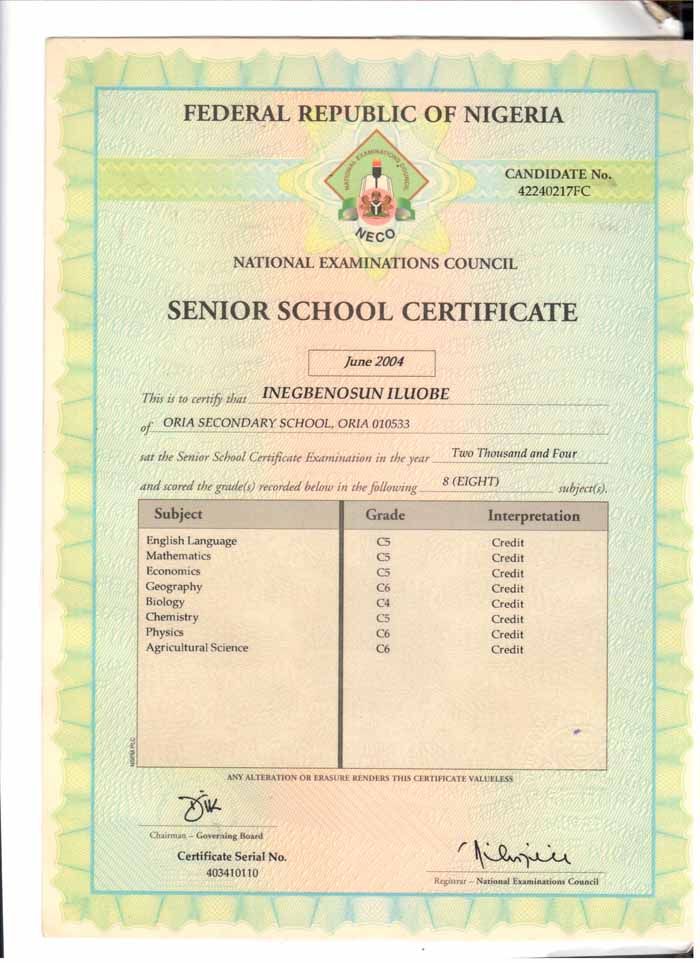 FEDERAL REPUBLIC OF NIGERIA
NATIONAL EXAMINATIONS COUNCIL
NECO
CANDIDATE No.
42240217FC
NATIONAL EXAMINATIONS COUNCIL
SENIOR SCHOOL CERTIFICATE
June 2004
This is to certify that INEGBENOSUN ILUOBE
of ORIA SECONDARY SCHOOL, ORIA 010533
sat the Senior School Certificate Examination in the year Two Thousand and Four
and scored the grade(s) recorded below in the following 8 (EIGHT) subject(s).
Subject Grade Interpretation
English Language C5 Credit
Mathematics C5 Credit
Economics C5 Credit
Geography C6 Credit
Biology C4 Credit
Chemistry C5 Credit
Physics C6 Credit
Agricultural Science C6 Credit
NSPM PLC
ANY ALTERATION OR ERASURE RENDERS THIS CERTIFICATE VALUELESS
Chairman – Governing Board
Certificate Serial No.
403410110
Registrar – National Examinations Council